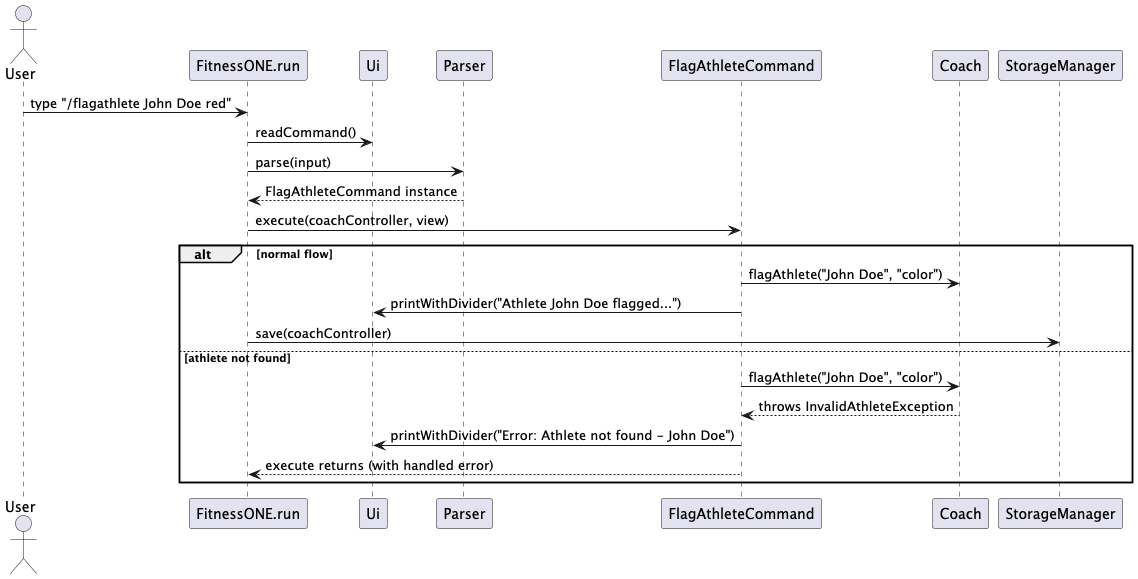 User
FitnessONE.run
Ui
Parser
FlagAthleteCommand
Coach
StorageManager
type "/flagathlete John Doe red"
readCommand()
parse(input)
FlagAthleteCommand instance
execute(coachController, view)
alt
[normal flow]
flagAthlete("John Doe", "color")
printWithDivider("Athlete John Doe flagged...")
save(coachController)
[athlete not found]
flagAthlete("John Doe", "color")
throws InvalidAthleteException
printWithDivider("Error: Athlete not found – John Doe")
execute returns (with handled error)
User
FitnessONE.run
Ui
Parser
FlagAthleteCommand
Coach
StorageManager